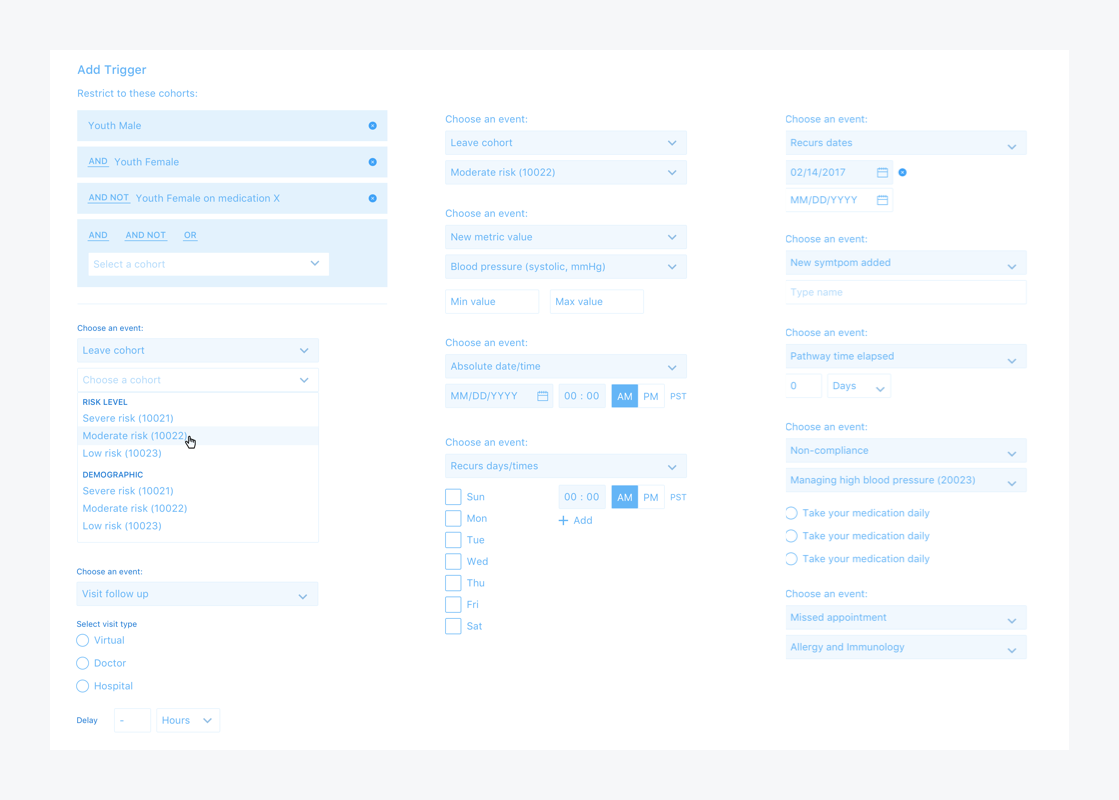 Add Trigger
Restrict to these cohorts:
Youth Male
AND Youth Female
AND NOT Youth Female on medication X
AND AND NOT OR
Select a cohort
Choose an event:
Leave cohort
Choose a cohort
RISK LEVEL
Severe risk (10021)
Moderate risk (10022)
Low risk (10023)
DEMOGRAPHIC
Severe risk (10021)
Moderate risk (10022)
Low risk (10023)
Choose an event:
Visit follow up
Select visit type
Virtual
Doctor
Hospital
Delay - Hours
Choose an event:
Leave cohort
Moderate risk (10022)
Choose an event:
New metric value
Blood pressure (systolic, mmHg)
Min value Max value
Choose an event:
Absolute date/time
MM/DD/YYYY 00 : 00 AM PM PST
Choose an event:
Recurs days/times
Sun 00 : 00 AM PM PST
Mon + Add
Tue
Wed
Thu
Fri
Sat
Choose an event:
Recurs dates
02/14/2017
MM/DD/YYYY
Choose an event:
New symtpom added
Type name
Choose an event:
Pathway time elapsed
0 Days
Choose an event:
Non-compliance
Managing high blood pressure (20023)
Take your medication daily
Take your medication daily
Take your medication daily
Choose an event:
Missed appointment
Allergy and Immunology